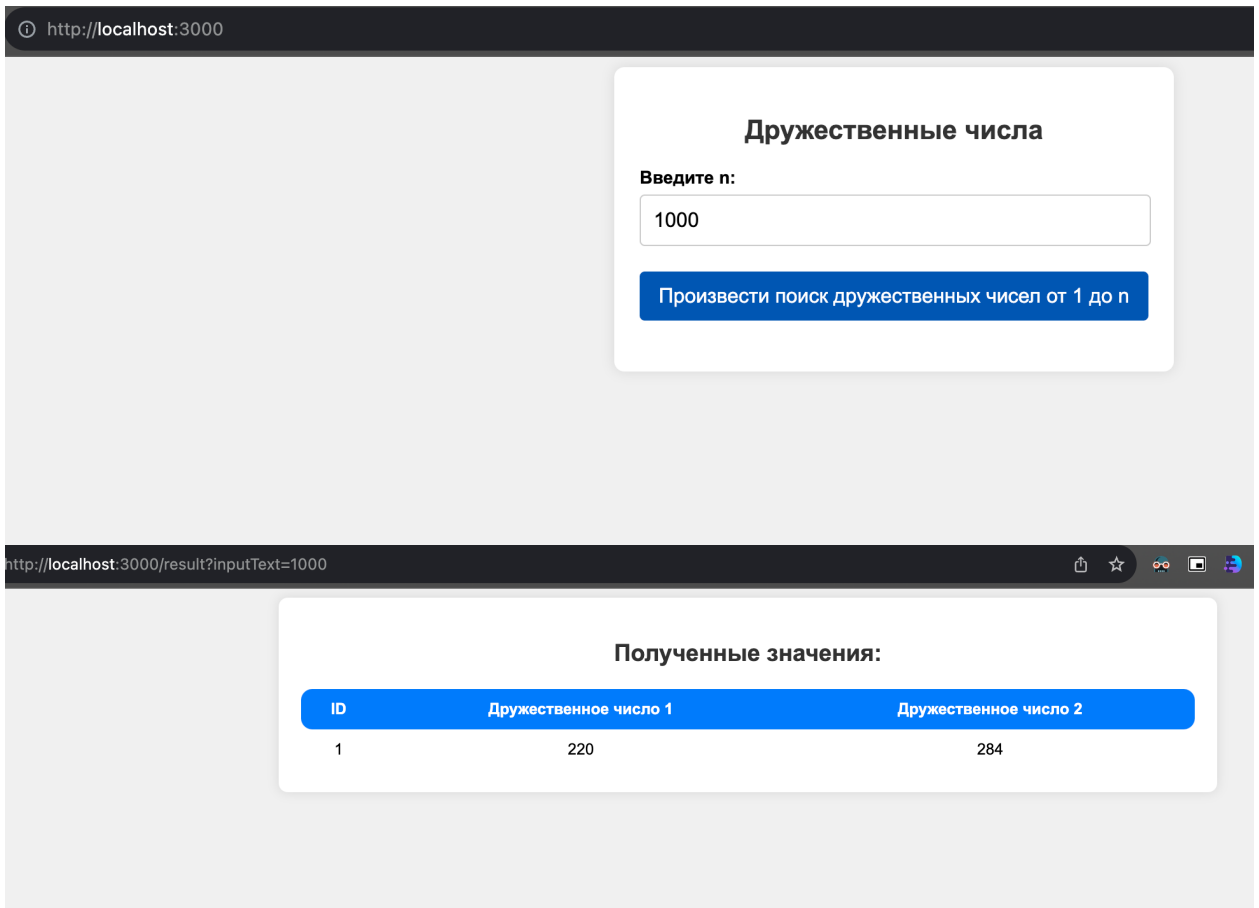 http://localhost:3000
Дружественные числа
Введите n:
1000
Произвести поиск дружественных чисел от 1 до n
http://localhost:3000/result?inputText=1000
Полученные значения:
ID Дружественное число 1 Дружественное число 2
1 220 284